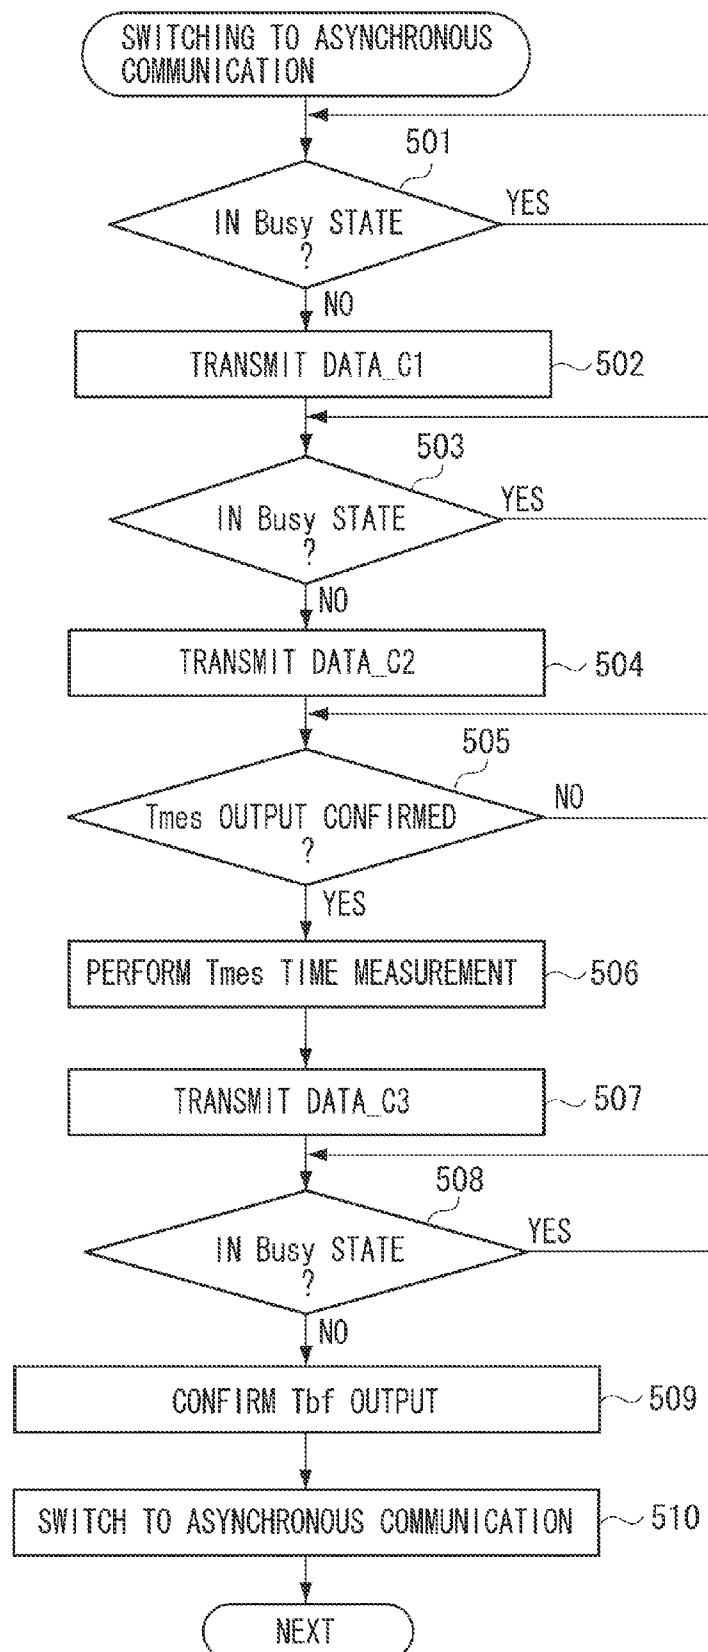 SWITCHING TO ASYNCHRONOUS
COMMUNICATION
501
IN Busy STATE
?
YES
NO
TRANSMIT DATA_C1
502
503
IN Busy STATE
?
YES
NO
TRANSMIT DATA_C2
504
505
Tmes OUTPUT CONFIRMED
?
NO
YES
PERFORM Tmes TIME MEASUREMENT
506
TRANSMIT DATA_C3
507
508
IN Busy STATE
?
YES
NO
CONFIRM Tbf OUTPUT
509
SWITCH TO ASYNCHRONOUS COMMUNICATION
510
NEXT